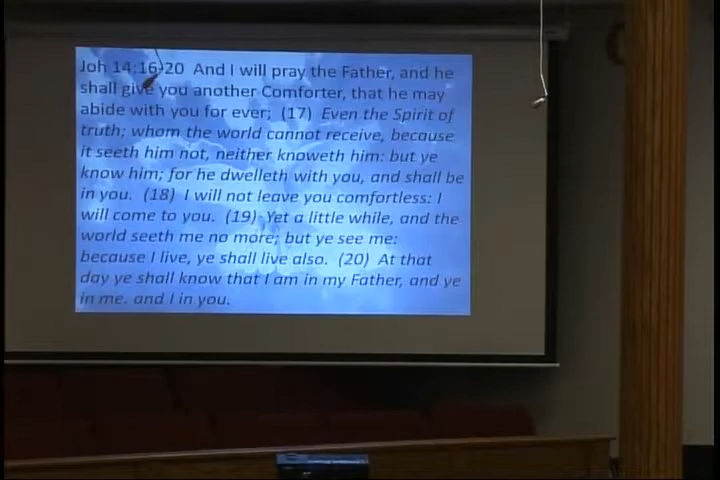 Joh 14:16-20 And I will pray the Father, and he
shall give you another Comforter, that he may
abide with you for ever; (17) Even the Spirit of
truth; whom the world cannot receive, because
it seeth him not, neither knoweth him: but ye
know him; for he dwelleth with you, and shall be
in you. (18) I will not leave you comfortless: I
will come to you. (19) Yet a little while, and the
world seeth me no more; but ye see me:
because I live, ye shall live also. (20) At that
day ye shall know that I am in my Father, and ye
in me, and I in you.